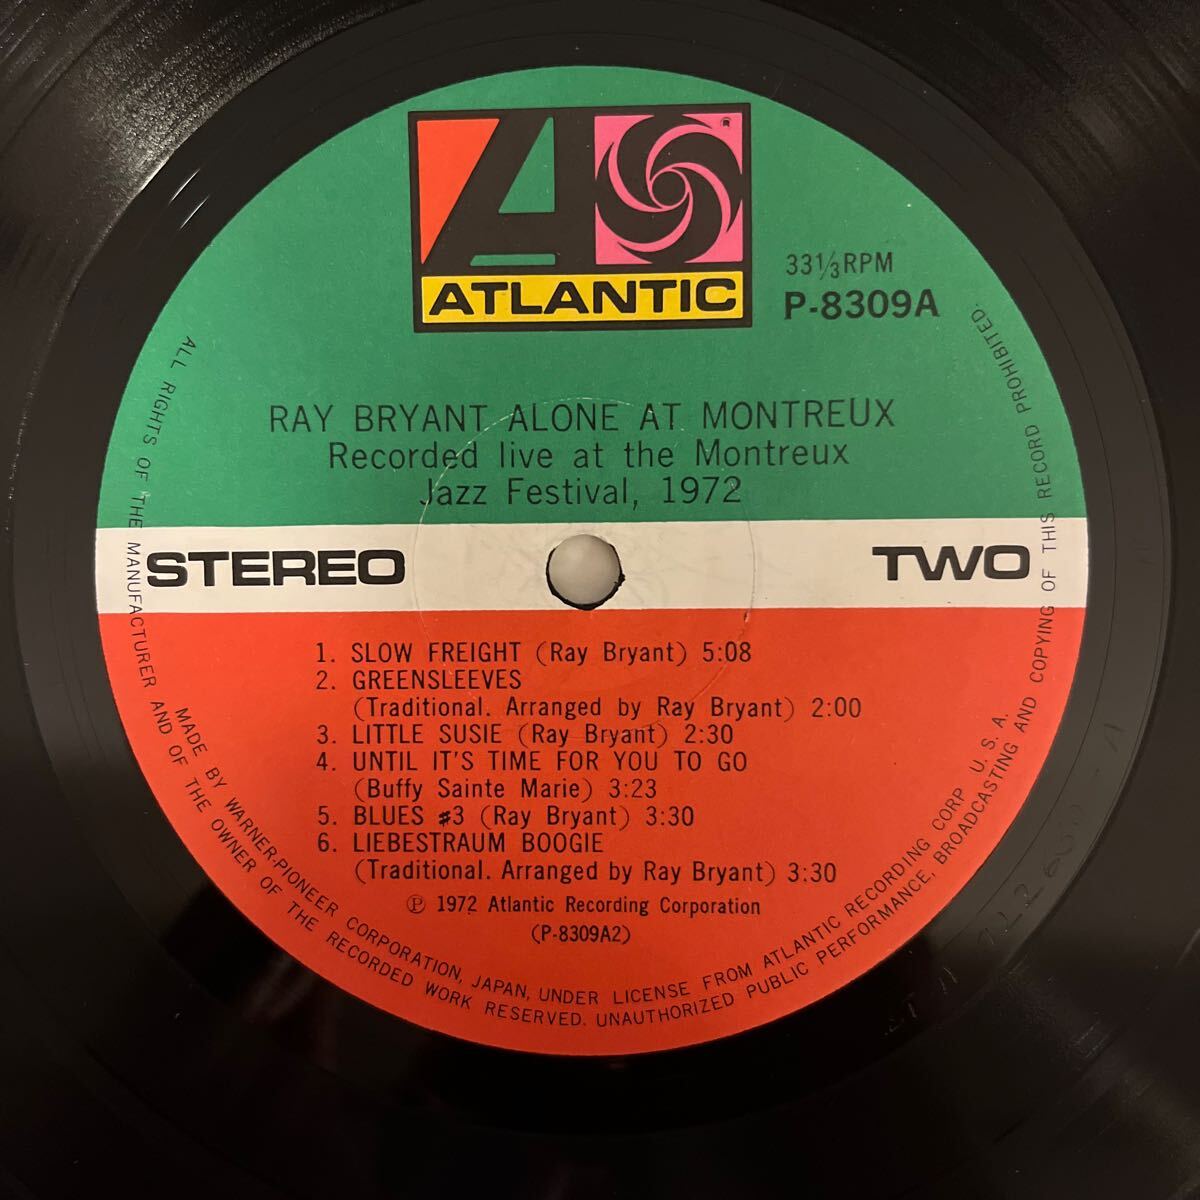 ATLANTIC
33⅓ RPM
P-8309A
RAY BRYANT ALONE AT MONTREUX
Recorded live at the Montreux
Jazz Festival, 1972
STEREO
TWO
1. SLOW FREIGHT (Ray Bryant) 5:08
2. GREENSLEEVES
(Traditional. Arranged by Ray Bryant) 2:00
3. LITTLE SUSIE (Ray Bryant) 2:30
4. UNTIL IT'S TIME FOR YOU TO GO
(Buffy Sainte Marie) 3:23
5. BLUES #3 (Ray Bryant) 3:30
6. LIEBESTRAUM BOOGIE
(Traditional. Arranged by Ray Bryant) 3:30
Ⓟ 1972 Atlantic Recording Corporation
(P-8309A2)
MADE BY WARNER-PIONEER CORPORATION, JAPAN, UNDER LICENSE FROM ATLANTIC RECORDING CORP U. S. A.
ALL RIGHTS OF THE MANUFACTURER AND OF THE OWNER OF THE RECORDED WORK RESERVED. UNAUTHORIZED PUBLIC PERFORMANCE, BROADCASTING AND COPYING OF THIS RECORD PROHIBITED.